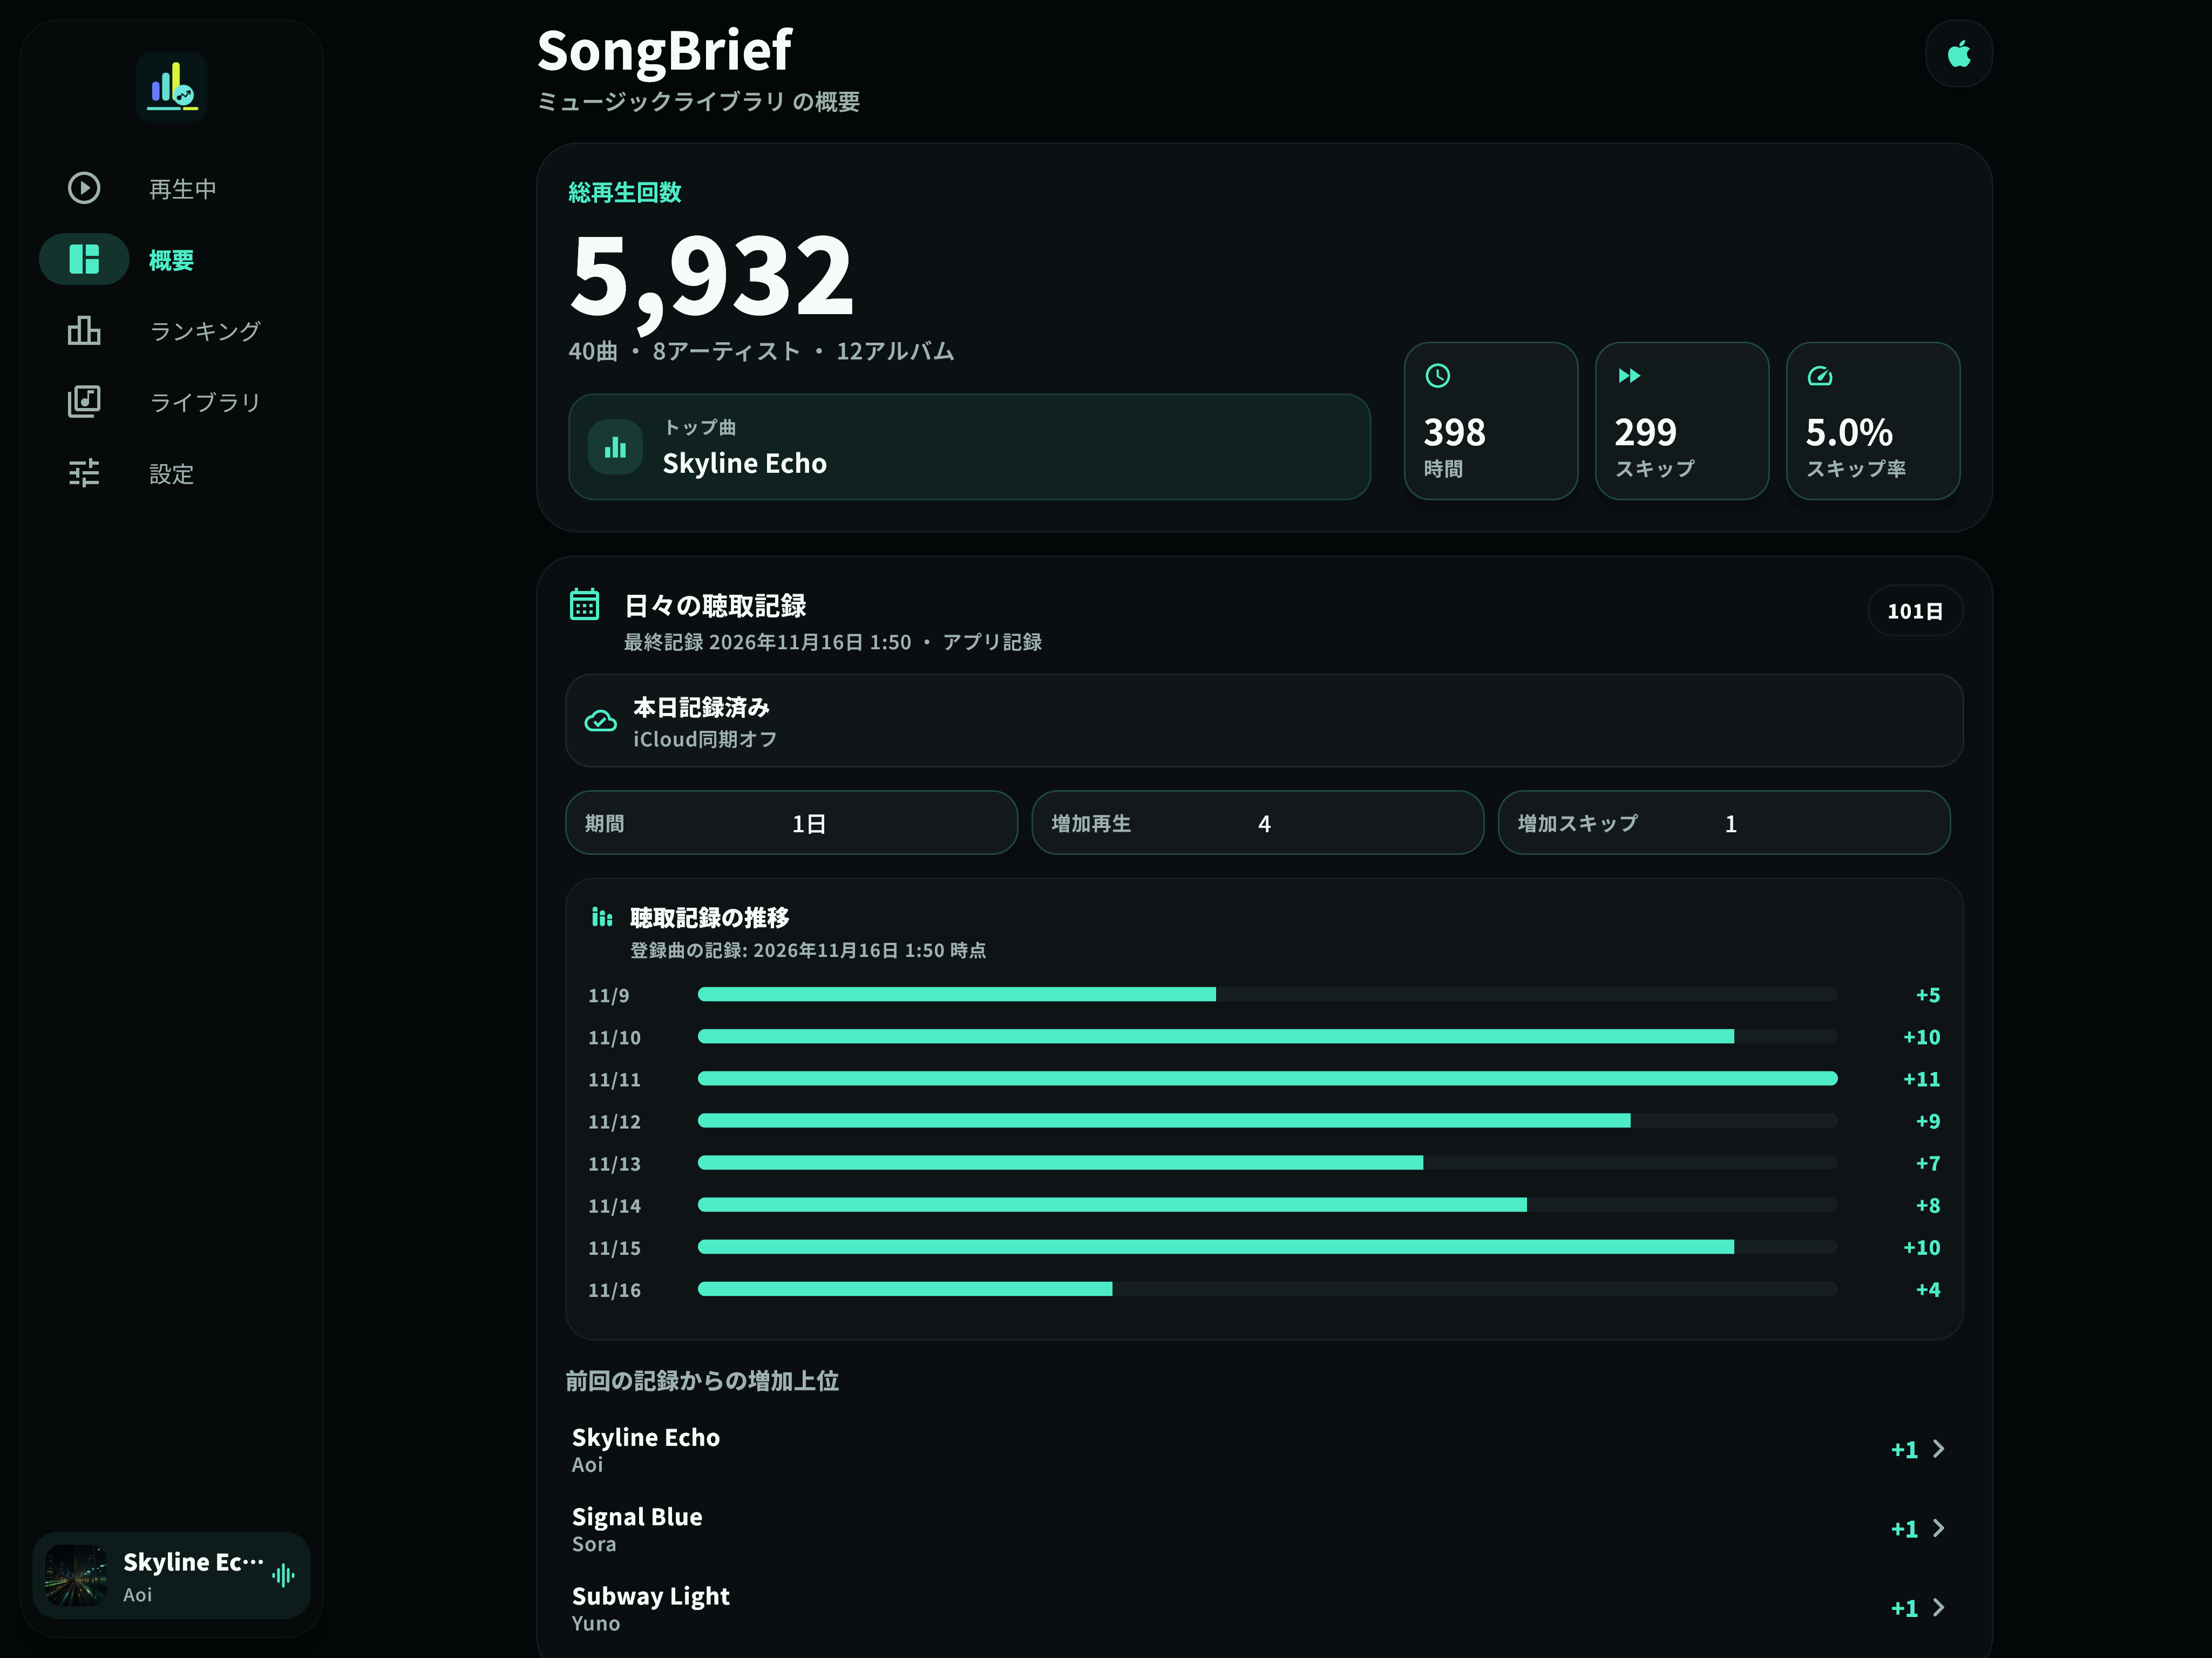 SongBrief
ミュージックライブラリ の概要
再生中
概要
ランキング
ライブラリ
設定
総再生回数
5,932
40曲 ・ 8アーティスト ・ 12アルバム
トップ曲
Skyline Echo
398
時間
299
スキップ
5.0%
スキップ率
日々の聴取記録
最終記録 2026年11月16日 1:50 ・ アプリ記録
101日
本日記録済み
iCloud同期オフ
期間 1日
増加再生 4
増加スキップ 1
聴取記録の推移
登録曲の記録: 2026年11月16日 1:50 時点
11/9 +5
11/10 +10
11/11 +11
11/12 +9
11/13 +7
11/14 +8
11/15 +10
11/16 +4
前回の記録からの増加上位
Skyline Echo
Aoi
+1
Signal Blue
Sora
+1
Subway Light
Yuno
+1
Skyline Ec…
Aoi